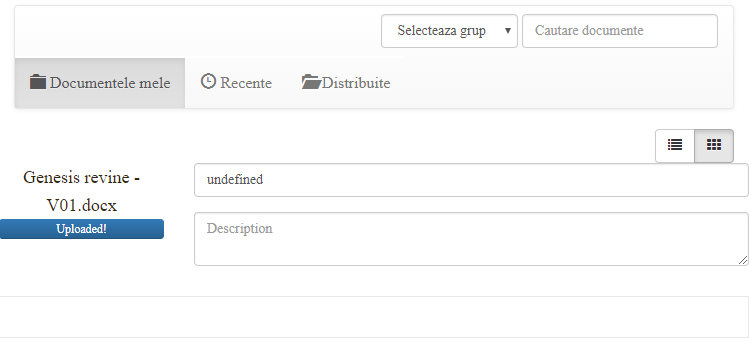 Selecteaza grup
Cautare documente
Documentele mele
Recente
Distribuite
Genesis revine -
V01.docx
Uploaded!
undefined
Description